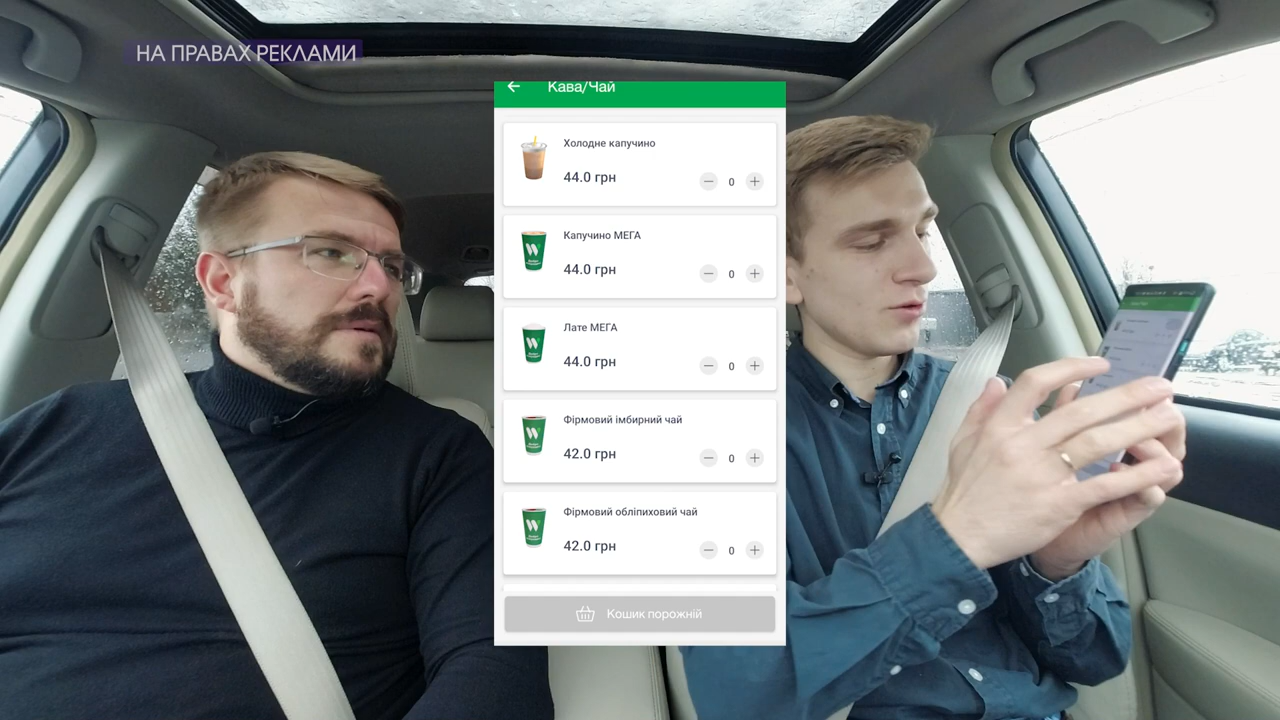 НА ПРАВАХ РЕКЛАМИ
Кава/Чай
Холодне капучино
44.0 грн
0
Капучино МЕГА
44.0 грн
0
Лате МЕГА
44.0 грн
0
Фірмовий імбирний чай
42.0 грн
0
Фірмовий обліпиховий чай
42.0 грн
0
Кошик порожній